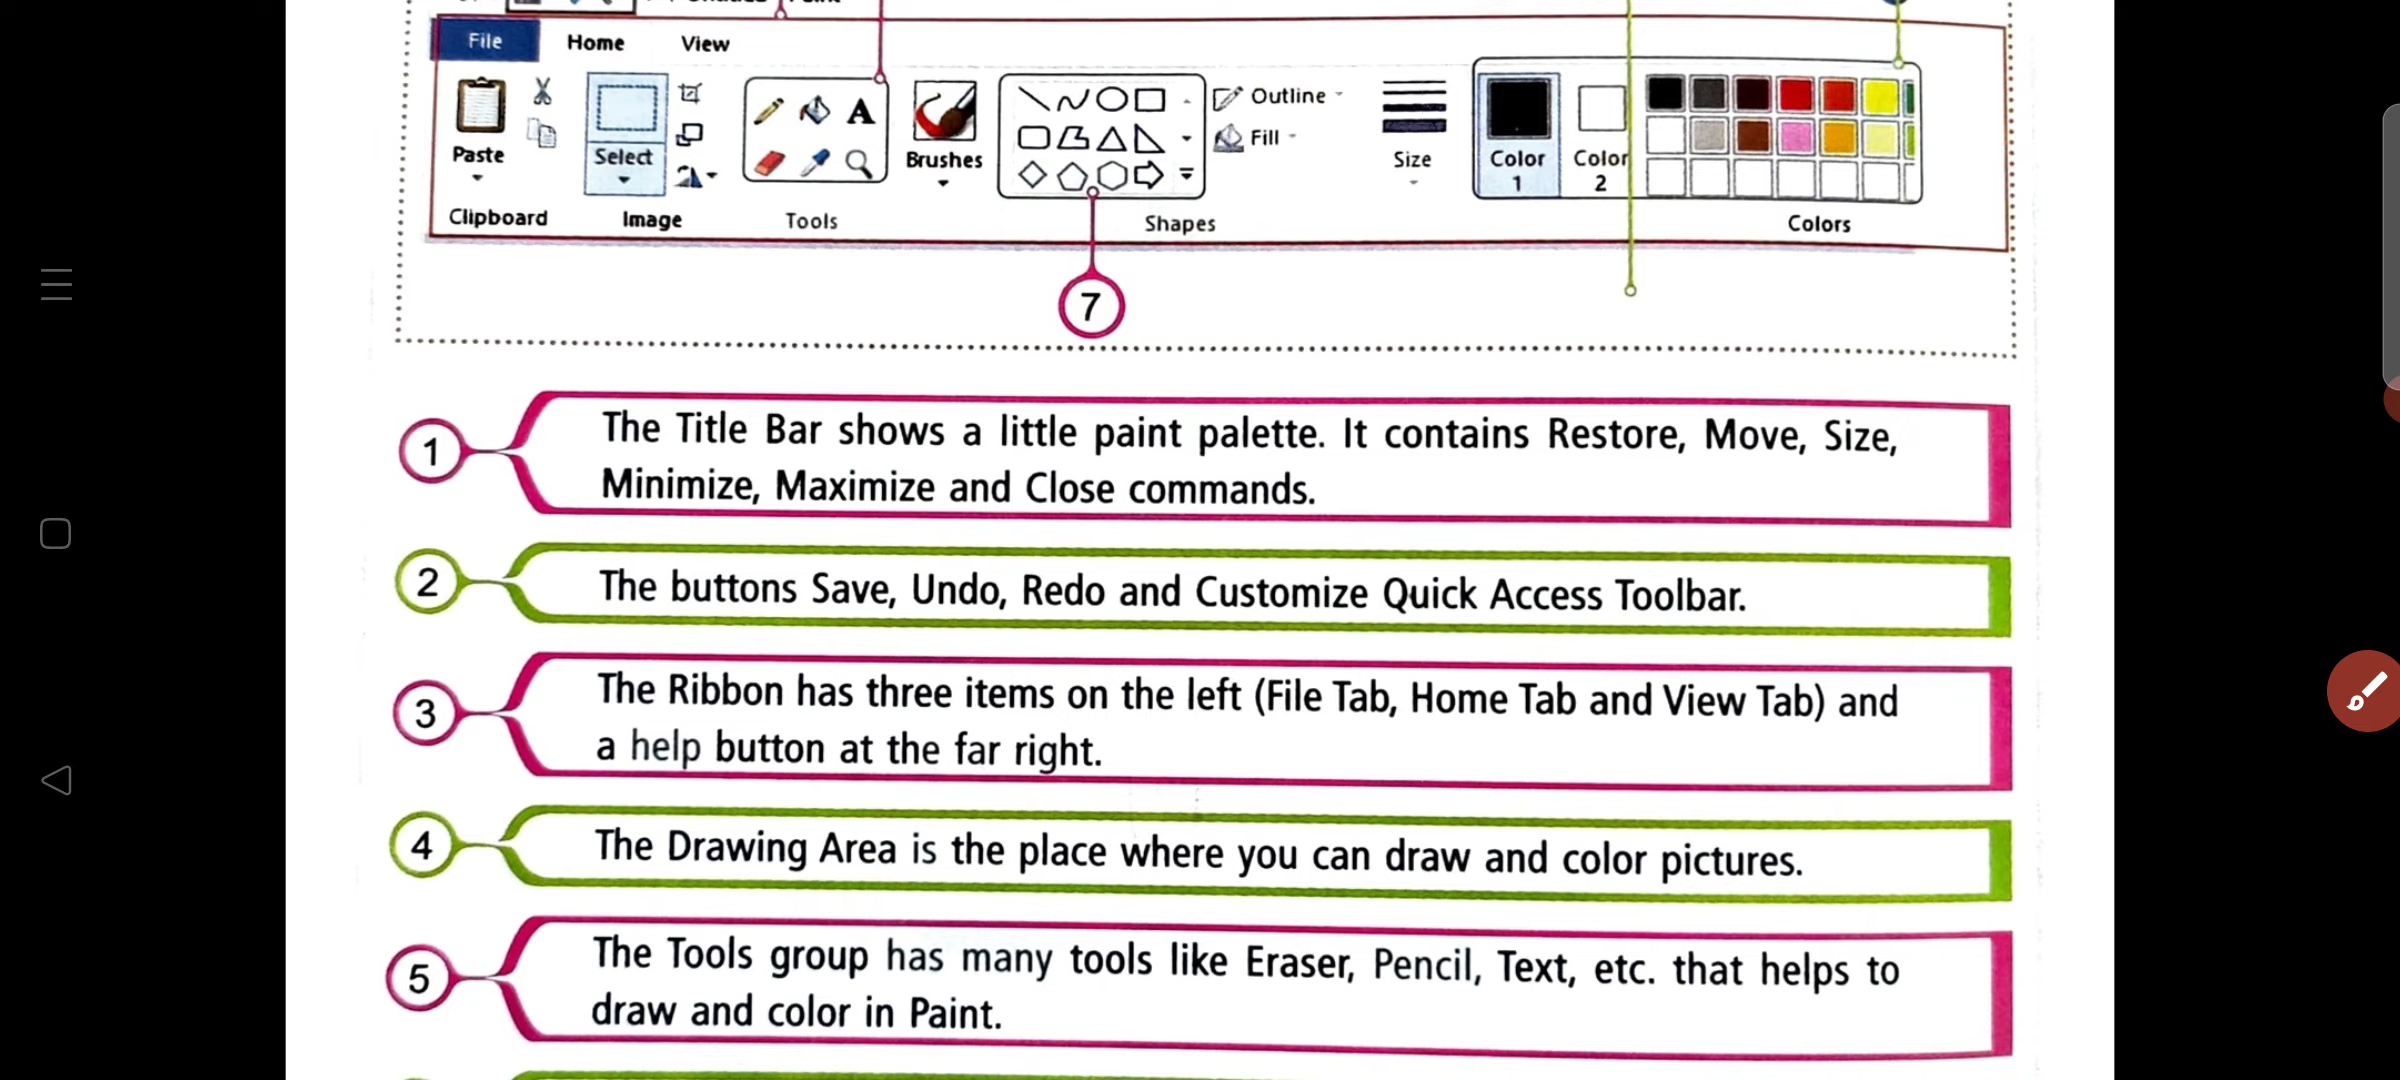 File Home View
Outline
Fill
Paste
Select
Brushes
Size
Color 1
Color 2
Clipboard
Image
Tools
A
Shapes
Colors
7
1
The Title Bar shows a little paint palette. It contains Restore, Move, Size,
Minimize, Maximize and Close commands.
2
The buttons Save, Undo, Redo and Customize Quick Access Toolbar.
3
The Ribbon has three items on the left (File Tab, Home Tab and View Tab) and
a help button at the far right.
4
The Drawing Area is the place where you can draw and color pictures.
5
The Tools group has many tools like Eraser, Pencil, Text, etc. that helps to
draw and color in Paint.